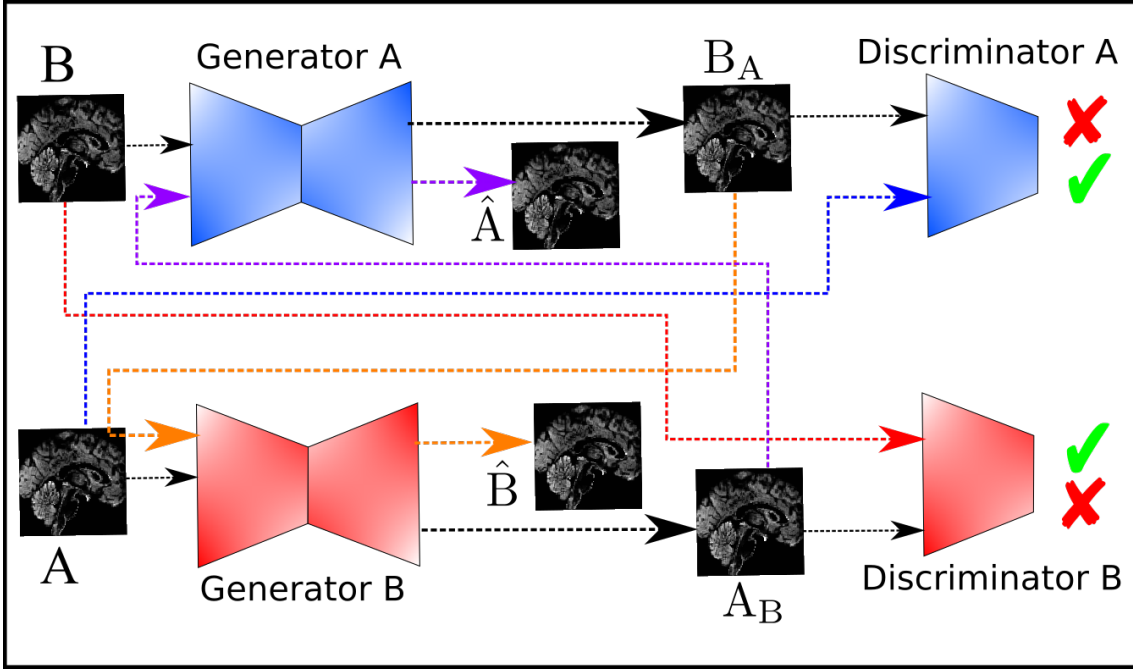 Generator A
Discriminator A
B
B_A
Â
B̂
A
Generator B
A_B
Discriminator B